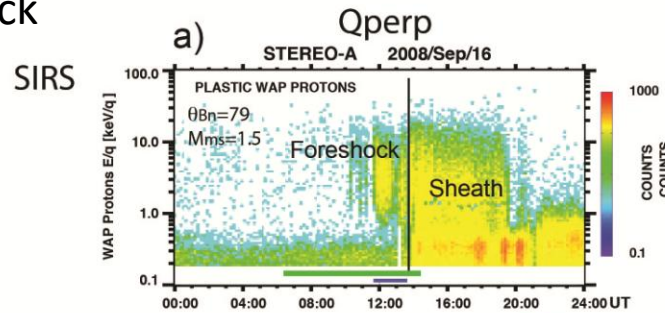 ck
Qperp
a)
STEREO-A 2008/Sep/16
SIRS
100.0
PLASTIC WAP PROTONS
θBn=79
Mms=1.5
Foreshock
Sheath
10.0
1.0
0.1
WAP Protons E/q [keV/q]
1000
0.1
COUNTS
COUNTS
00:00 04:00 08:00 12:00 16:00 20:00 24:00 UT